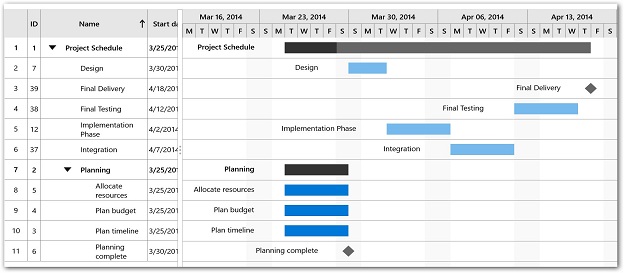 Mar 16, 2014 Mar 23, 2014 Mar 30, 2014 Apr 06, 2014 Apr 13, 2014
ID Name Start da
M T W T F S S M T W T F S S M T W T F S S M T W T F S S M T W T F S
1 1 Project Schedule 3/25/201 Project Schedule
2 7 Design 3/30/201 Design
3 39 Final Delivery 4/18/201 Final Delivery
4 38 Final Testing 4/12/201 Final Testing
5 12 Implementation Phase 4/2/2014 Implementation Phase
6 37 Integration 4/7/2014 Integration
7 2 Planning 3/25/201 Planning
8 5 Allocate resources 3/25/201 Allocate resources
9 4 Plan budget 3/25/201 Plan budget
10 3 Plan timeline 3/25/201 Plan timeline
11 6 Planning complete 3/30/201 Planning complete